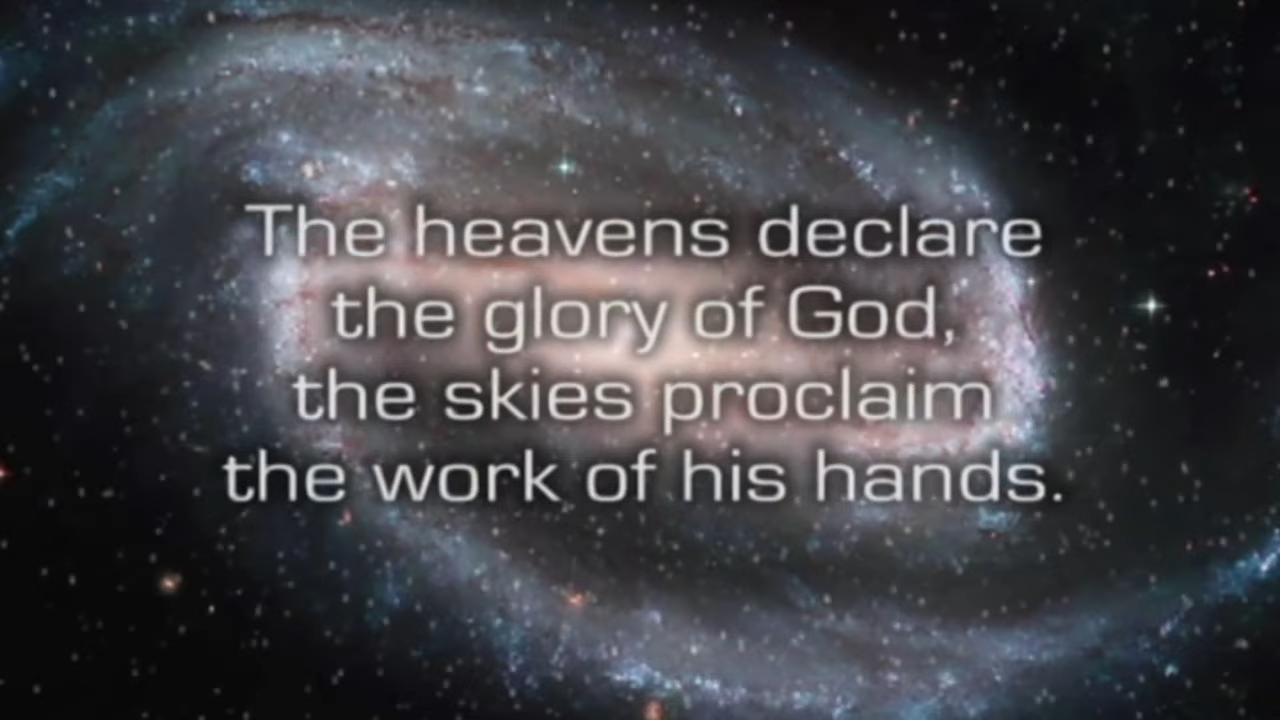 The heavens declare
the glory of God,
the skies proclaim
the work of his hands.